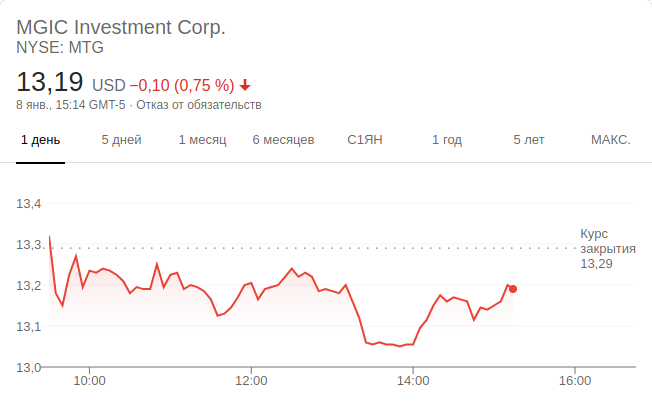 MGIC Investment Corp.
NYSE: MTG
13,19 USD −0,10 (0,75 %)
8 янв., 15:14 GMT-5 · Отказ от обязательств
1 день 5 дней 1 месяц 6 месяцев С1ЯН 1 год 5 лет МАКС.
13,4
Курс
13,3
закрытия
13,29
13,2
13,1
13,0
10:00 12:00 14:00 16:00